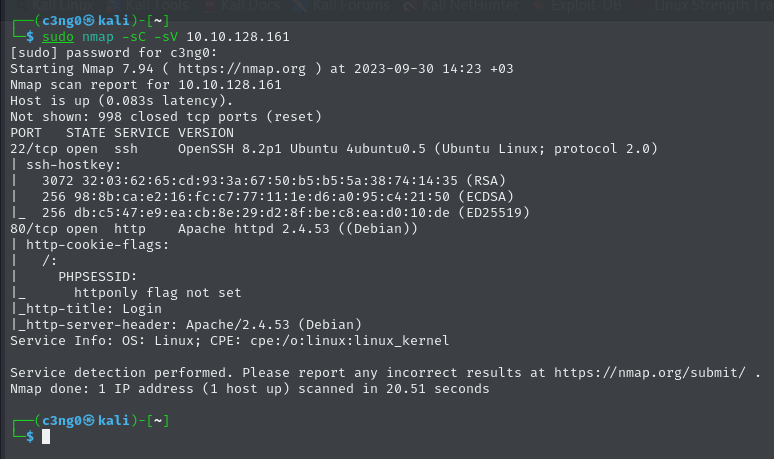 Kali Linux Kali Tools Kali Docs Kali Forums Kali NetHunter Exploit-DB Linux Strength Tra
┌──(c3ng0㉿kali)-[~]
└─$ sudo nmap -sC -sV 10.10.128.161
[sudo] password for c3ng0:
Starting Nmap 7.94 ( https://nmap.org ) at 2023-09-30 14:23 +03
Nmap scan report for 10.10.128.161
Host is up (0.083s latency).
Not shown: 998 closed tcp ports (reset)
PORT   STATE SERVICE VERSION
22/tcp open  ssh     OpenSSH 8.2p1 Ubuntu 4ubuntu0.5 (Ubuntu Linux; protocol 2.0)
| ssh-hostkey:
|   3072 32:03:62:65:cd:93:3a:67:50:b5:b5:5a:38:74:14:35 (RSA)
|   256 98:8b:ca:e2:16:fc:c7:77:11:1e:d6:a0:95:c4:21:50 (ECDSA)
|_  256 db:c5:47:e9:ea:cb:8e:29:d2:8f:be:c8:ea:d0:10:de (ED25519)
80/tcp open  http    Apache httpd 2.4.53 ((Debian))
| http-cookie-flags:
|   /:
|     PHPSESSID:
|_      httponly flag not set
|_http-title: Login
|_http-server-header: Apache/2.4.53 (Debian)
Service Info: OS: Linux; CPE: cpe:/o:linux:linux_kernel

Service detection performed. Please report any incorrect results at https://nmap.org/submit/ .
Nmap done: 1 IP address (1 host up) scanned in 20.51 seconds

┌──(c3ng0㉿kali)-[~]
└─$